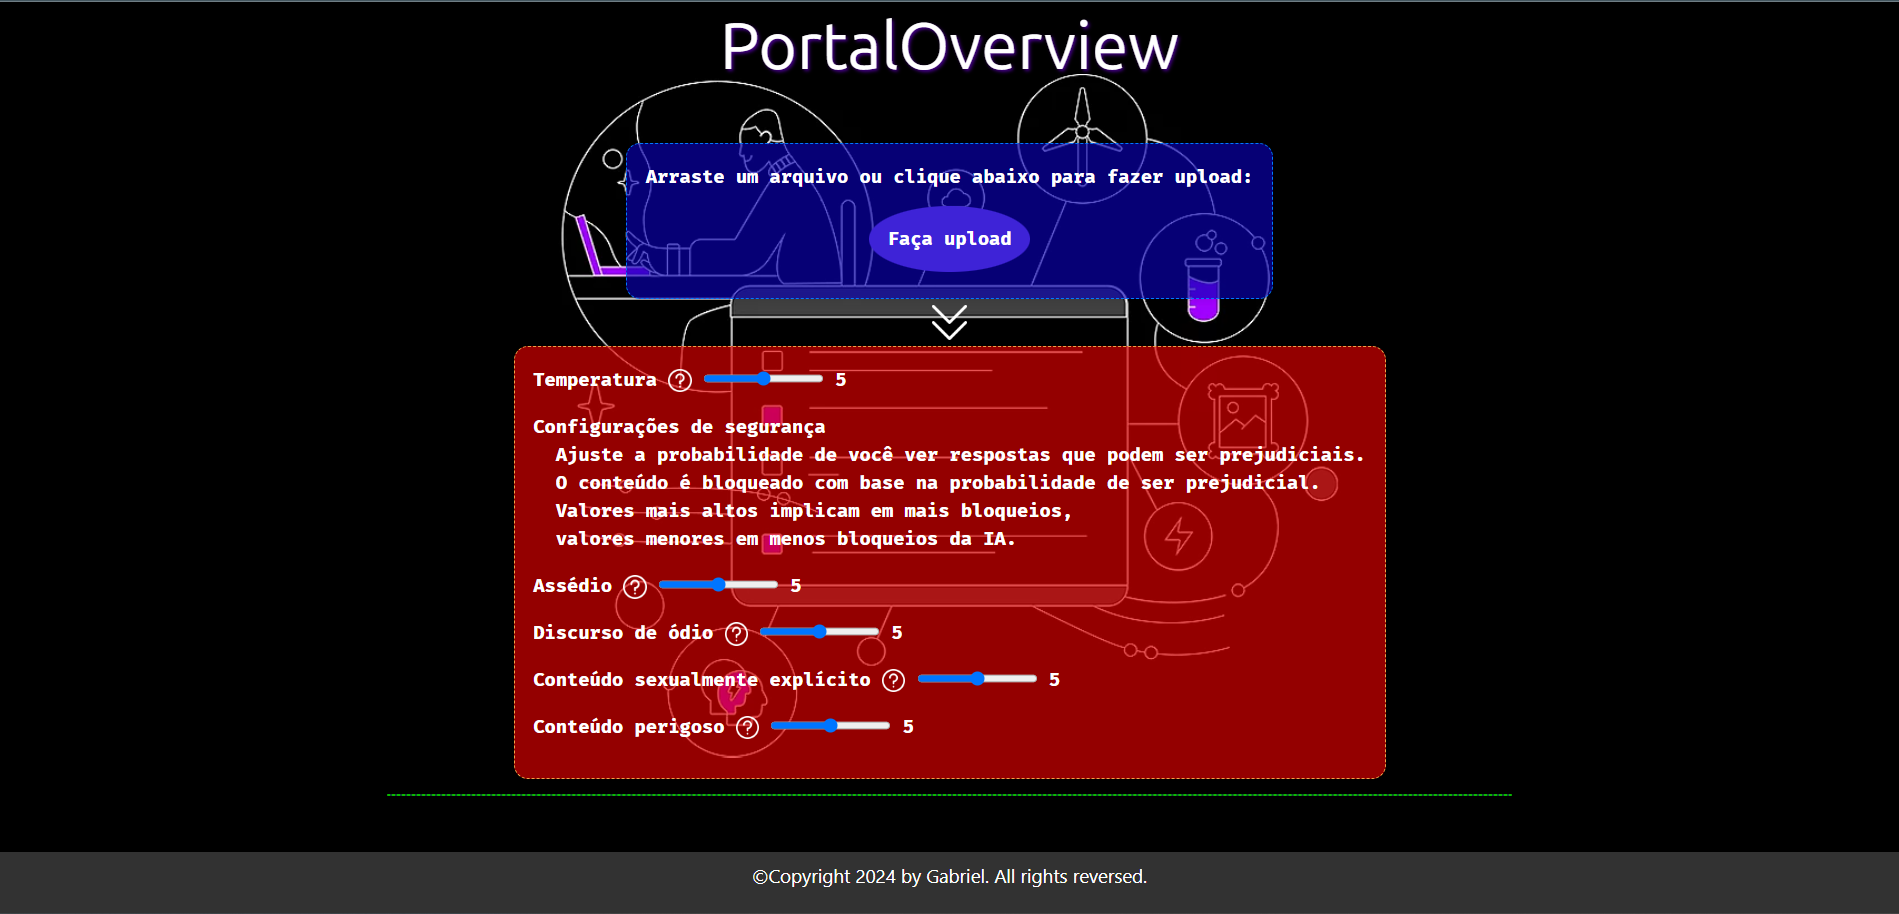 PortalOverview
Arraste um arquivo ou clique abaixo para fazer upload:
Faça upload
Temperatura ? 5
Configurações de segurança
Ajuste a probabilidade de você ver respostas que podem ser prejudiciais.
O conteúdo é bloqueado com base na probabilidade de ser prejudicial.
Valores mais altos implicam em mais bloqueios,
valores menores em menos bloqueios da IA.
Assédio ? 5
Discurso de ódio ? 5
Conteúdo sexualmente explícito ? 5
Conteúdo perigoso ? 5
©Copyright 2024 by Gabriel. All rights reversed.